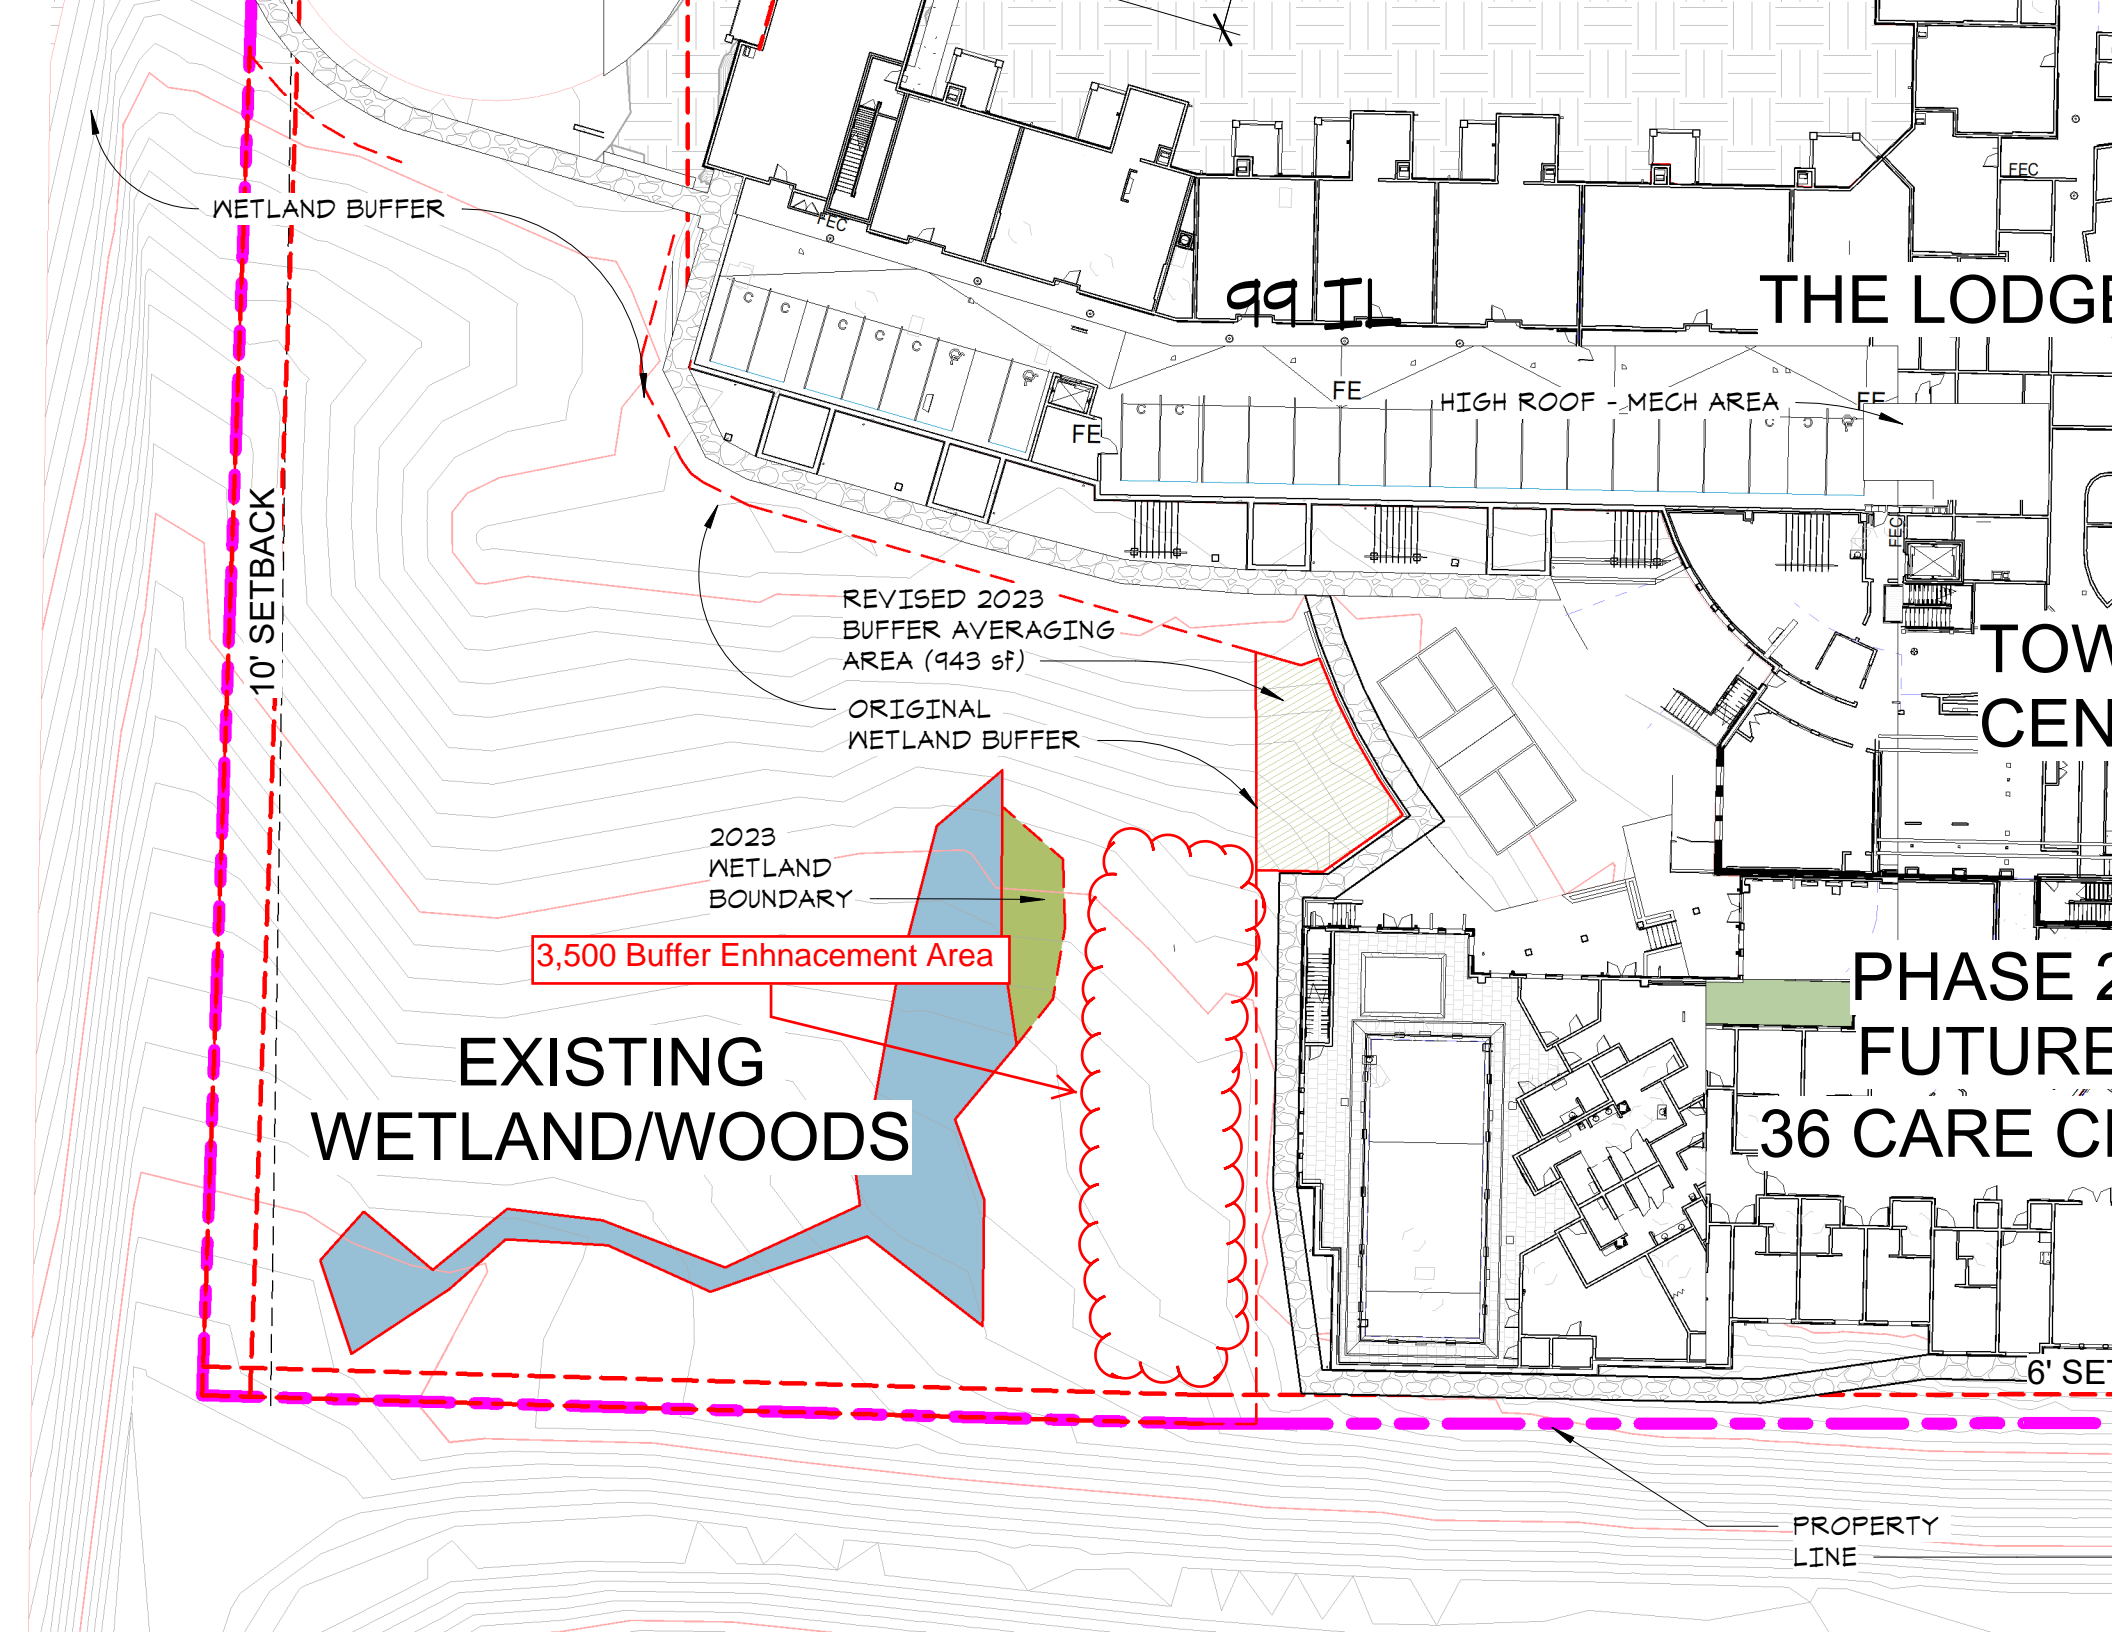 WETLAND BUFFER
FEC
FEC
99 IL
THE LODGE
FE
HIGH ROOF - MECH AREA
FE
FE
10' SETBACK
FEC
REVISED 2023
BUFFER AVERAGING
AREA (943 sf)
ORIGINAL
WETLAND BUFFER
TOW
CEN
2023
WETLAND
BOUNDARY
3,500 Buffer Enhnacement Area
PHASE 2
FUTURE
36 CARE C
EXISTING
WETLAND/WOODS
6' SET
PROPERTY
LINE